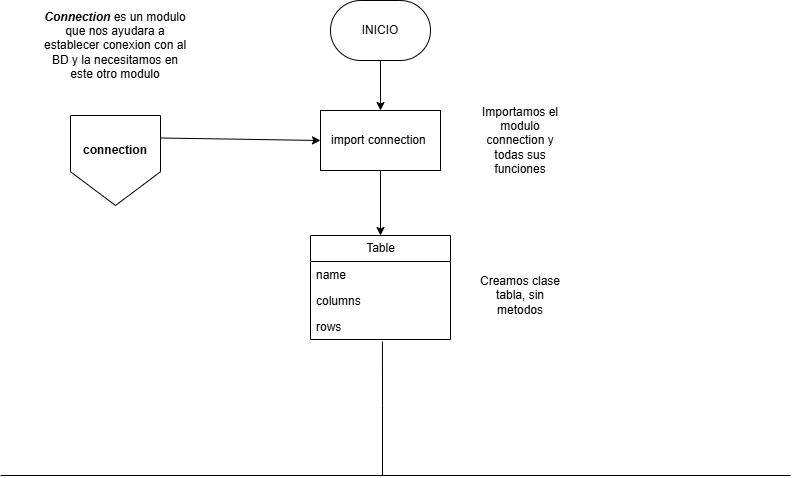 Connection es un modulo
que nos ayudara a
establecer conexion con al
BD y la necesitamos en
este otro modulo
INICIO
connection
import connection
Importamos el
modulo
connection y
todas sus
funciones
Table
name
columns
rows
Creamos clase
tabla, sin
metodos